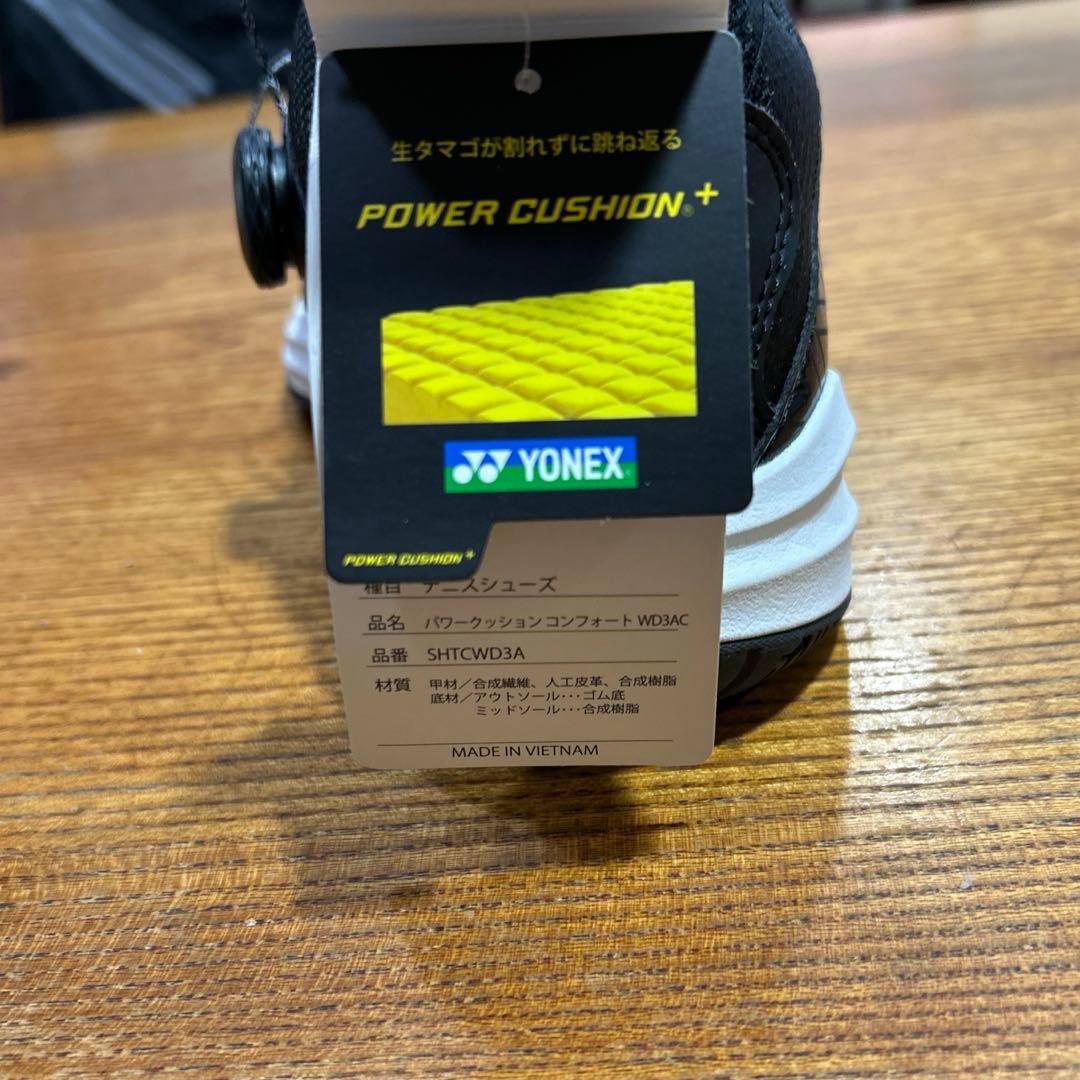 生タマゴが割れずに跳ね返る
POWER CUSHION®+
YONEX®
POWER CUSHION+
種目 テニスシューズ
品名 パワークッション コンフォート WD3AC
品番 SHTCWD3A
材質 甲材／合成繊維、人工皮革、合成樹脂
底材／アウトソール･･･ゴム底
ミッドソール･･･合成樹脂
MADE IN VIETNAM